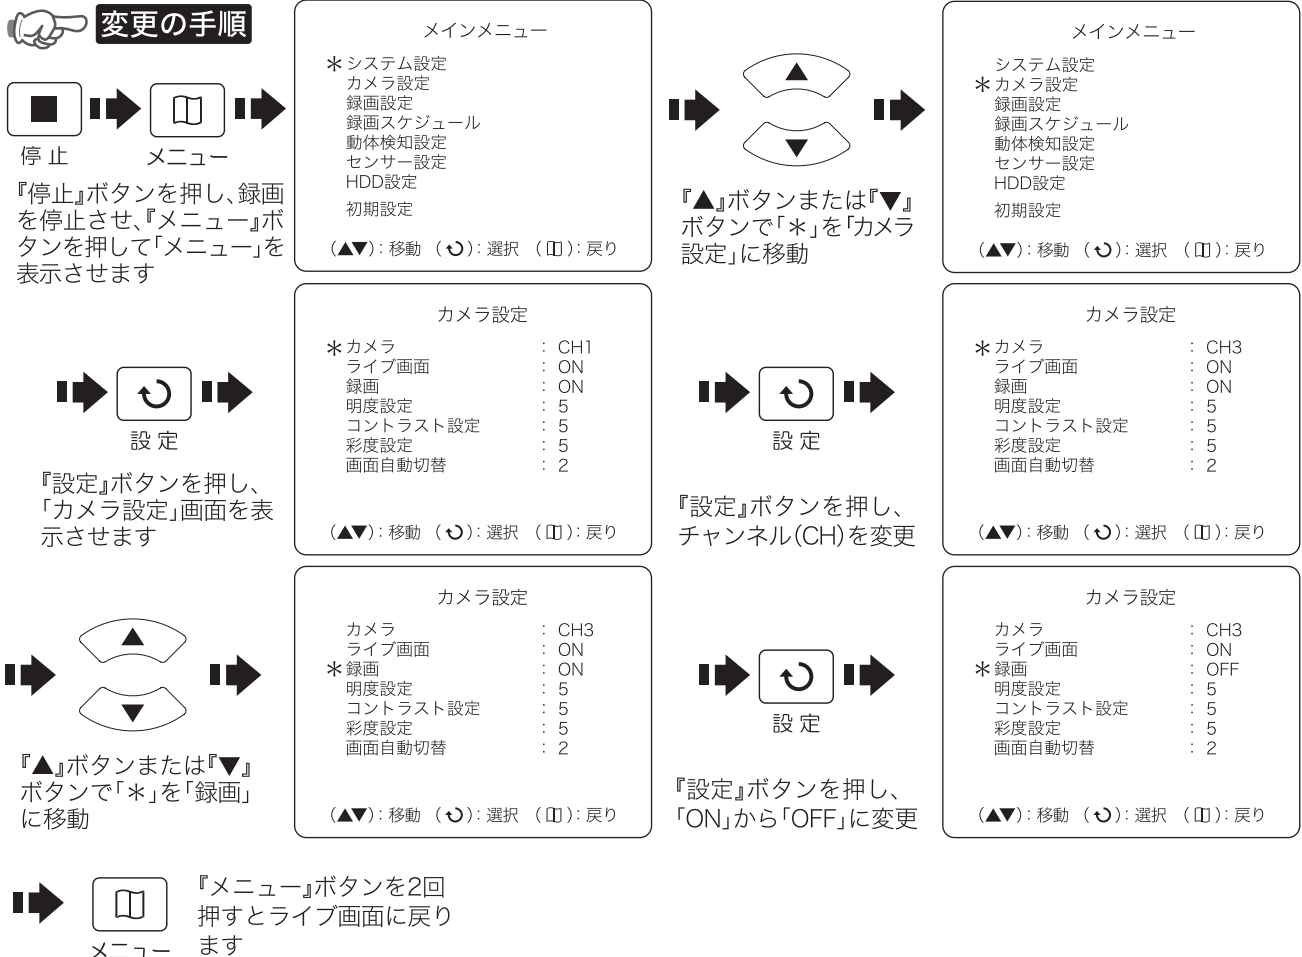 変更の手順
停 止
メニュー
『停止』ボタンを押し、録画
を停止させ、『メニュー』ボ
タンを押して「メニュー」を
表示させます
メインメニュー
＊システム設定
カメラ設定
録画設定
録画スケジュール
動体検知設定
センサー設定
HDD設定
初期設定
(▲▼):移動 (↻):選択 (▯▯):戻り
▲
▼
『▲』ボタンまたは『▼』
ボタンで「＊」を「カメラ
設定」に移動
メインメニュー
システム設定
＊カメラ設定
録画設定
録画スケジュール
動体検知設定
センサー設定
HDD設定
初期設定
(▲▼):移動 (↻):選択 (▯▯):戻り
設 定
『設定』ボタンを押し、
「カメラ設定」画面を表
示させます
カメラ設定
＊カメラ : CH1
ライブ画面 : ON
録画 : ON
明度設定 : 5
コントラスト設定 : 5
彩度設定 : 5
画面自動切替 : 2
(▲▼):移動 (↻):選択 (▯▯):戻り
設 定
『設定』ボタンを押し、
チャンネル(CH)を変更
カメラ設定
＊カメラ : CH3
ライブ画面 : ON
録画 : ON
明度設定 : 5
コントラスト設定 : 5
彩度設定 : 5
画面自動切替 : 2
(▲▼):移動 (↻):選択 (▯▯):戻り
▲
▼
『▲』ボタンまたは『▼』
ボタンで「＊」を「録画」
に移動
カメラ設定
カメラ : CH3
ライブ画面 : ON
＊録画 : ON
明度設定 : 5
コントラスト設定 : 5
彩度設定 : 5
画面自動切替 : 2
(▲▼):移動 (↻):選択 (▯▯):戻り
設 定
『設定』ボタンを押し、
「ON」から「OFF」に変更
カメラ設定
カメラ : CH3
ライブ画面 : ON
＊録画 : OFF
明度設定 : 5
コントラスト設定 : 5
彩度設定 : 5
画面自動切替 : 2
(▲▼):移動 (↻):選択 (▯▯):戻り
メニュー
『メニュー』ボタンを2回
押すとライブ画面に戻り
ます